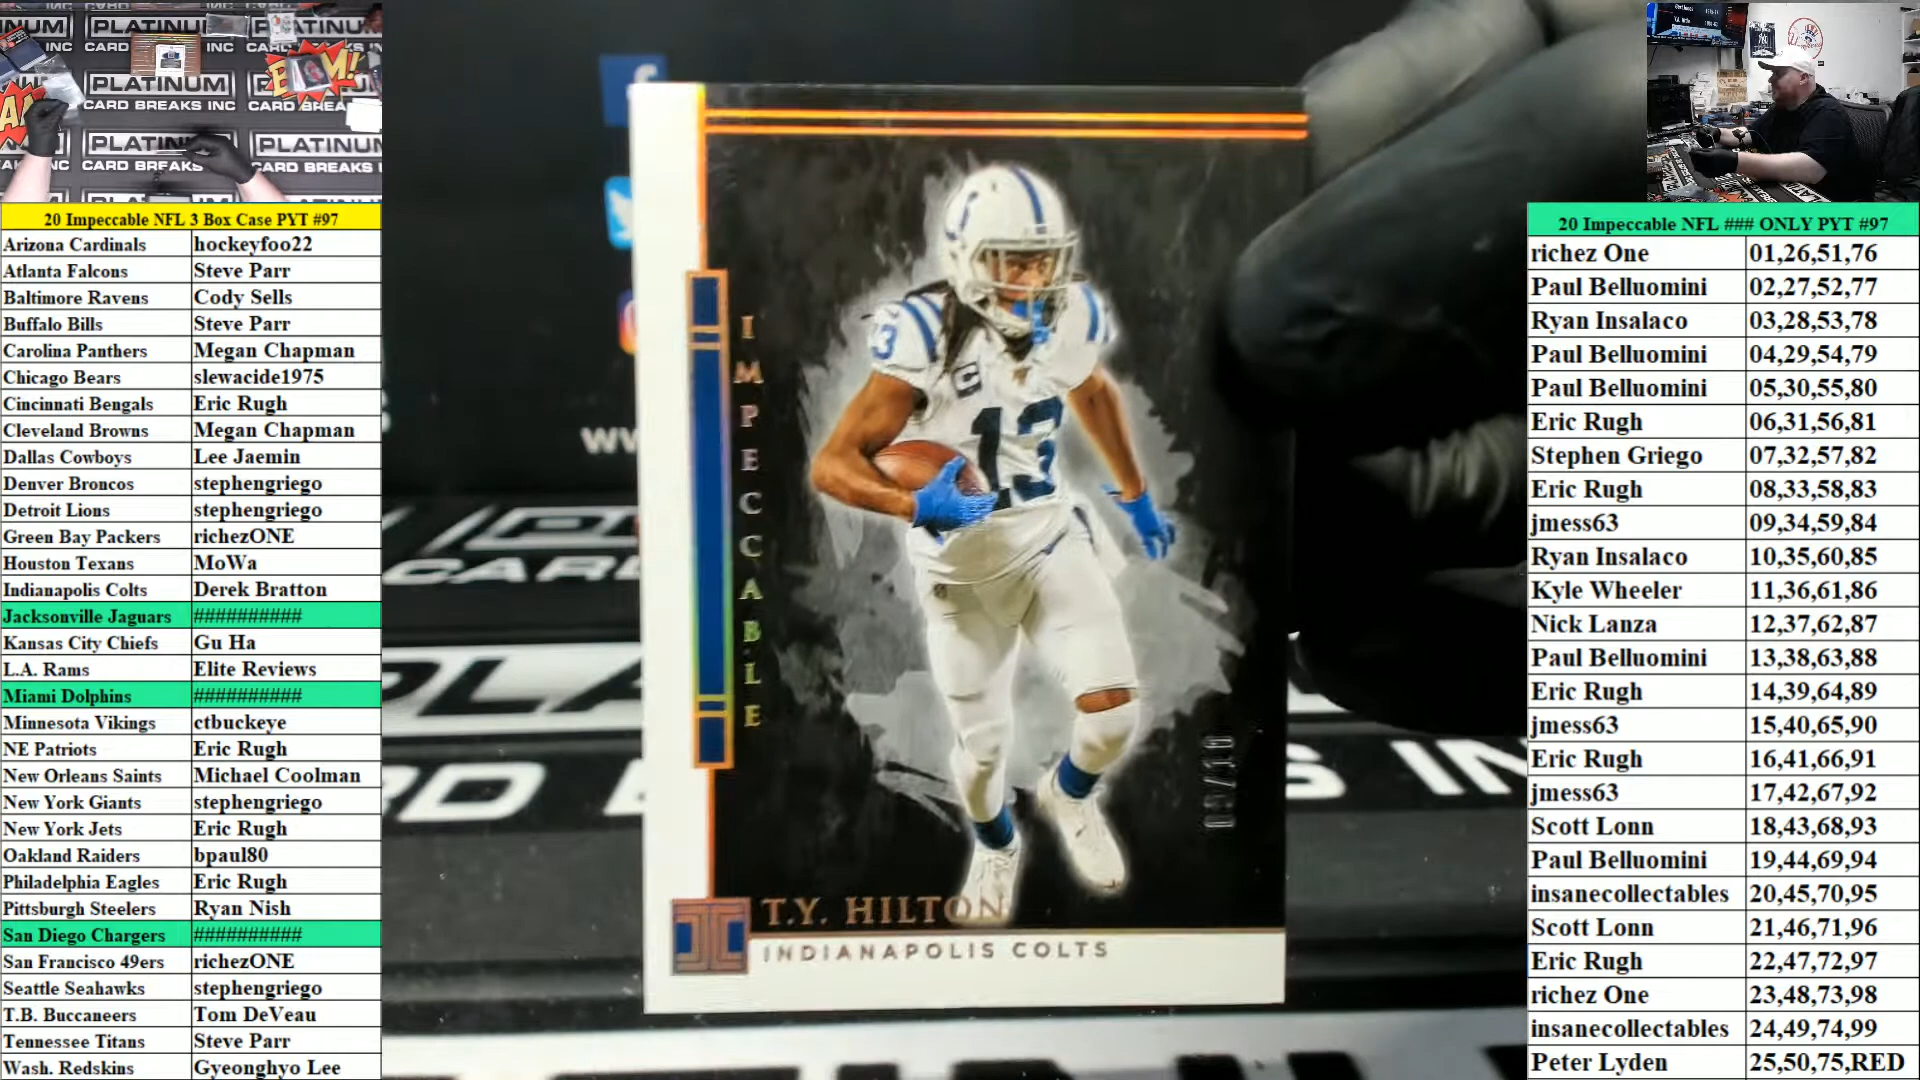 20 Impeccable NFL 3 Box Case PYT #97
Arizona Cardinals hockeyfoo22
Atlanta Falcons Steve Parr
Baltimore Ravens Cody Sells
Buffalo Bills Steve Parr
Carolina Panthers Megan Chapman
Chicago Bears slewacide1975
Cincinnati Bengals Eric Rugh
Cleveland Browns Megan Chapman
Dallas Cowboys Lee Jaemin
Denver Broncos stephengriego
Detroit Lions stephengriego
Green Bay Packers richezONE
Houston Texans MoWa
Indianapolis Colts Derek Bratton
Jacksonville Jaguars ##########
Kansas City Chiefs Gu Ha
L.A. Rams Elite Reviews
Miami Dolphins ##########
Minnesota Vikings ctbuckeye
NE Patriots Eric Rugh
New Orleans Saints Michael Coolman
New York Giants stephengriego
New York Jets Eric Rugh
Oakland Raiders bpaul80
Philadelphia Eagles Eric Rugh
Pittsburgh Steelers Ryan Nish
San Diego Chargers ##########
San Francisco 49ers richezONE
Seattle Seahawks stephengriego
T.B. Buccaneers Tom DeVeau
Tennessee Titans Steve Parr
Wash. Redskins Gyeonghyo Lee
PLATINUM
CARD BREAKS INC
PLATINUM
CARD BREAKS INC
PLATINUM
CARD BREAKS
IMPECCABLE
13
C
T.Y. HILTON
INDIANAPOLIS COLTS
20 Impeccable NFL ### ONLY PYT #97
richez One 01,26,51,76
Paul Belluomini 02,27,52,77
Ryan Insalaco 03,28,53,78
Paul Belluomini 04,29,54,79
Paul Belluomini 05,30,55,80
Eric Rugh 06,31,56,81
Stephen Griego 07,32,57,82
Eric Rugh 08,33,58,83
jmess63 09,34,59,84
Ryan Insalaco 10,35,60,85
Kyle Wheeler 11,36,61,86
Nick Lanza 12,37,62,87
Paul Belluomini 13,38,63,88
Eric Rugh 14,39,64,89
jmess63 15,40,65,90
Eric Rugh 16,41,66,91
jmess63 17,42,67,92
Scott Lonn 18,43,68,93
Paul Belluomini 19,44,69,94
insanecollectables 20,45,70,95
Scott Lonn 21,46,71,96
Eric Rugh 22,47,72,97
richez One 23,48,73,98
insanecollectables 24,49,74,99
Peter Lyden 25,50,75,RED